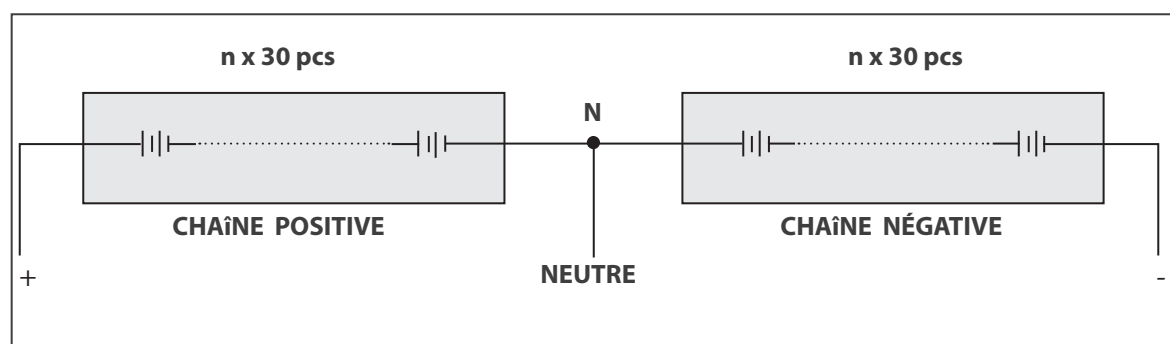 n x 30 pcs n x 30 pcs
N
CHAîNE POSITIVE CHAîNE NÉGATIVE
+ NEUTRE -